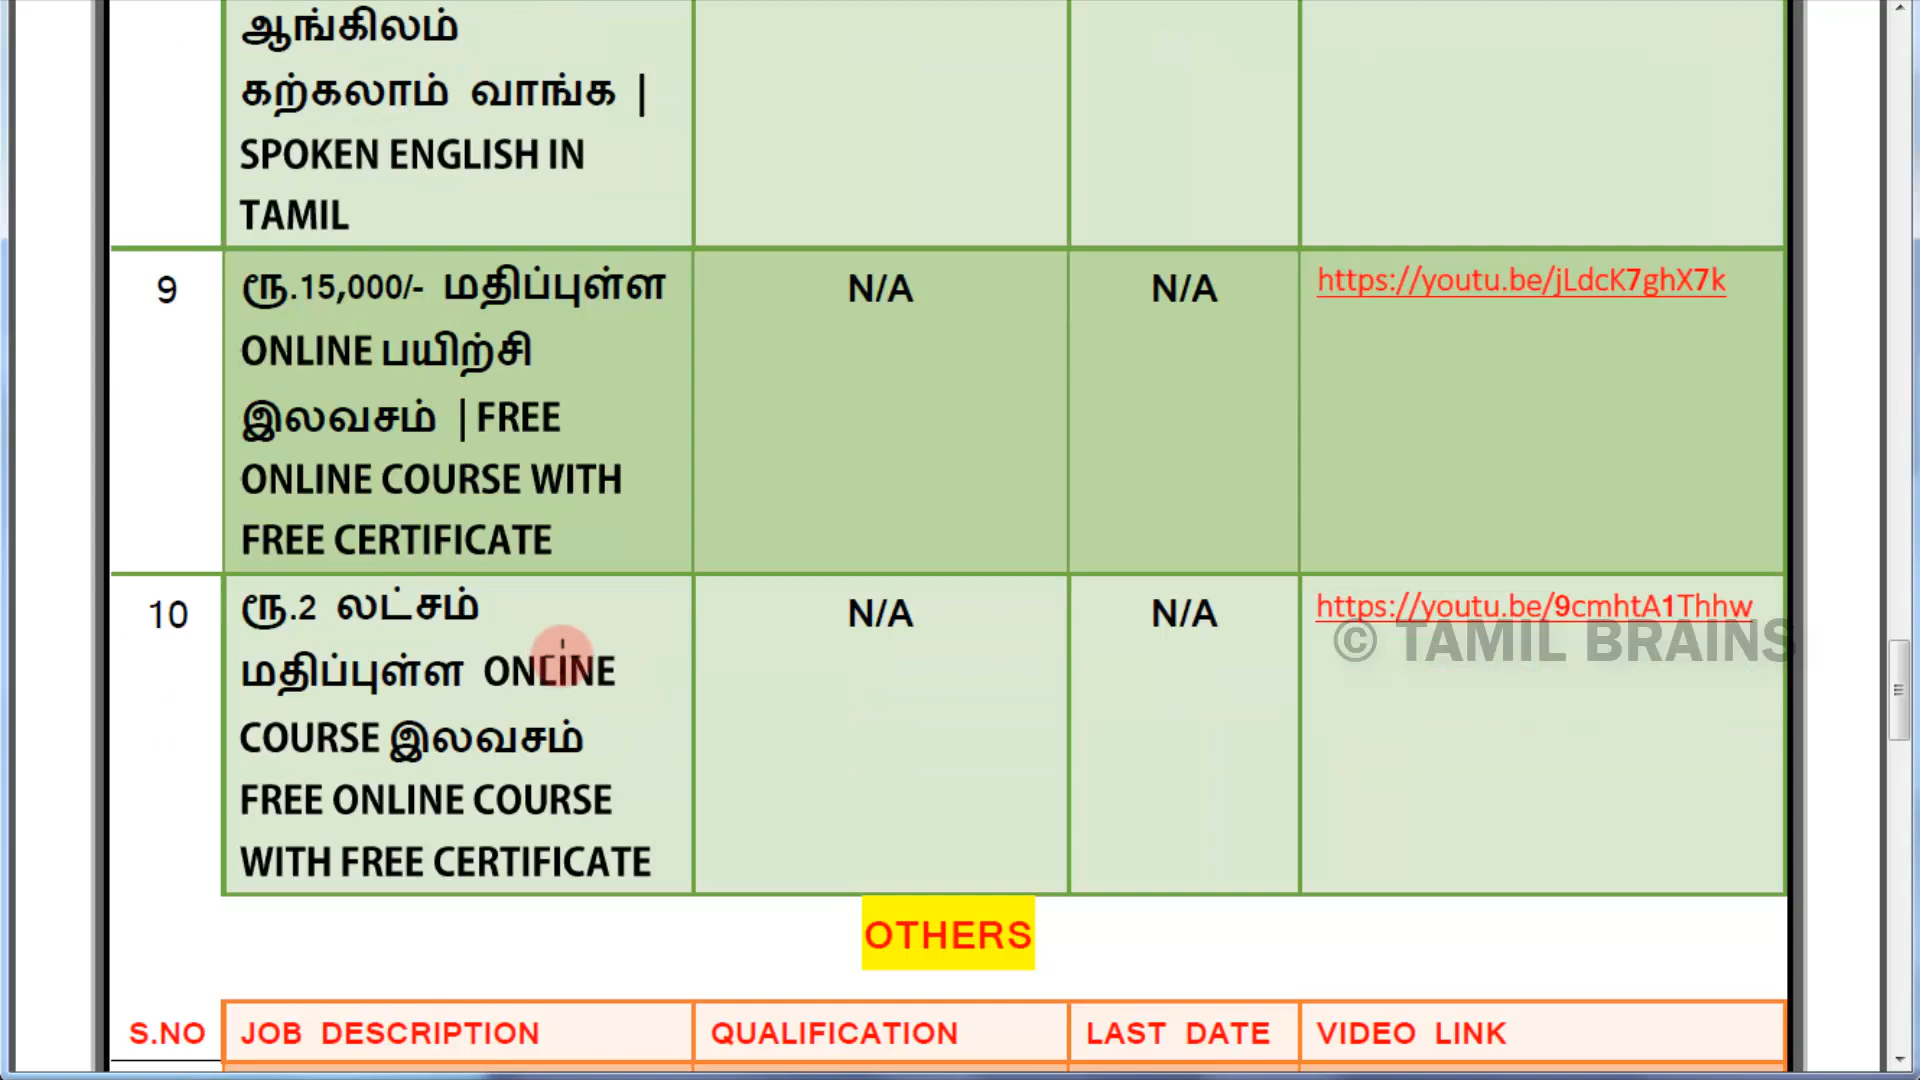 ஆங்கிலம்
கற்கலாம் வாங்க |
SPOKEN ENGLISH IN
TAMIL
9
ரூ.15,000/- மதிப்புள்ள
ONLINE பயிற்சி
இலவசம் | FREE
ONLINE COURSE WITH
FREE CERTIFICATE
N/A
N/A
https://youtu.be/jLdcK7ghX7k
10
ரூ.2 லட்சம்
மதிப்புள்ள ONLINE
COURSE இலவசம்
FREE ONLINE COURSE
WITH FREE CERTIFICATE
N/A
N/A
https://youtu.be/9cmhtA1Thhw
© TAMIL BRAINS
OTHERS
S.NO JOB DESCRIPTION QUALIFICATION LAST DATE VIDEO LINK